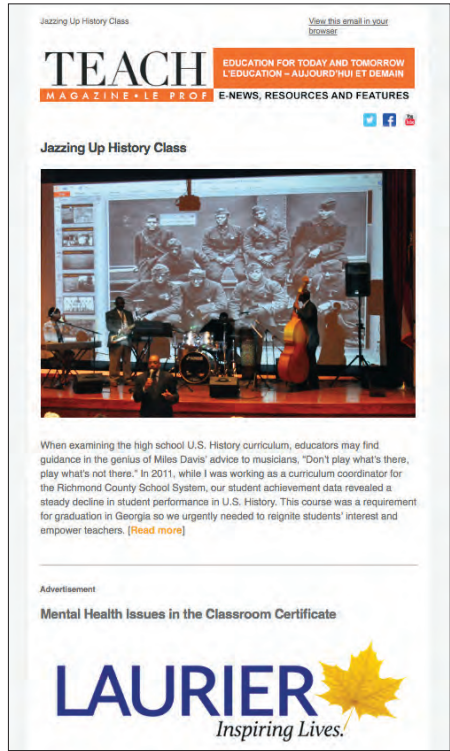 Jazzing Up History Class
View this email in your
browser
TEACH
MAGAZINE • LE PROF
EDUCATION FOR TODAY AND TOMORROW
L'EDUCATION – AUJOURD'HUI ET DEMAIN
E-NEWS, RESOURCES AND FEATURES
Jazzing Up History Class
When examining the high school U.S. History curriculum, educators may find
guidance in the genius of Miles Davis' advice to musicians, "Don't play what's there,
play what's not there." In 2011, while I was working as a curriculum coordinator for
the Richmond County School System, our student achievement data revealed a
steady decline in student performance in U.S. History. This course was a requirement
for graduation in Georgia so we urgently needed to reignite students' interest and
empower teachers. [Read more]
Advertisement
Mental Health Issues in the Classroom Certificate
LAURIER
Inspiring Lives.